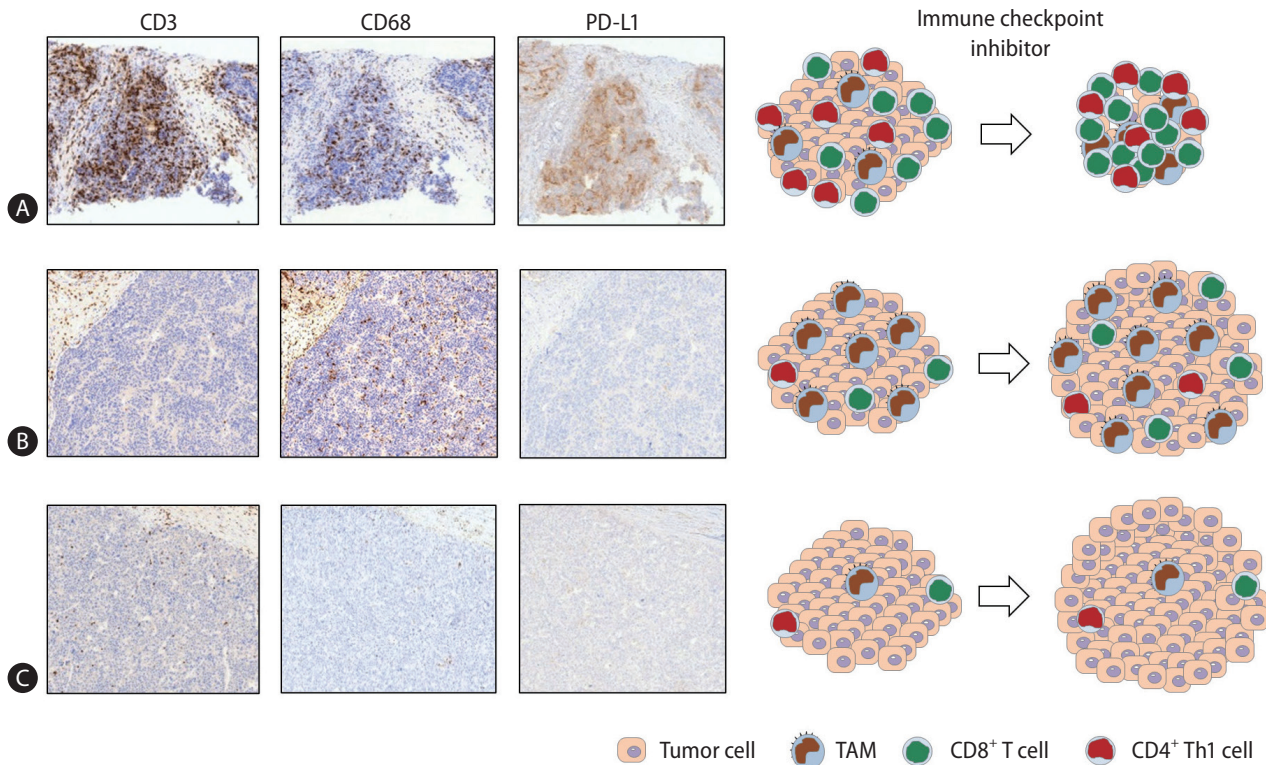 CD3
CD68
PD-L1
Immune checkpoint
inhibitor
A
B
C
Tumor cell
TAM
CD8⁺ T cell
CD4⁺ Th1 cell